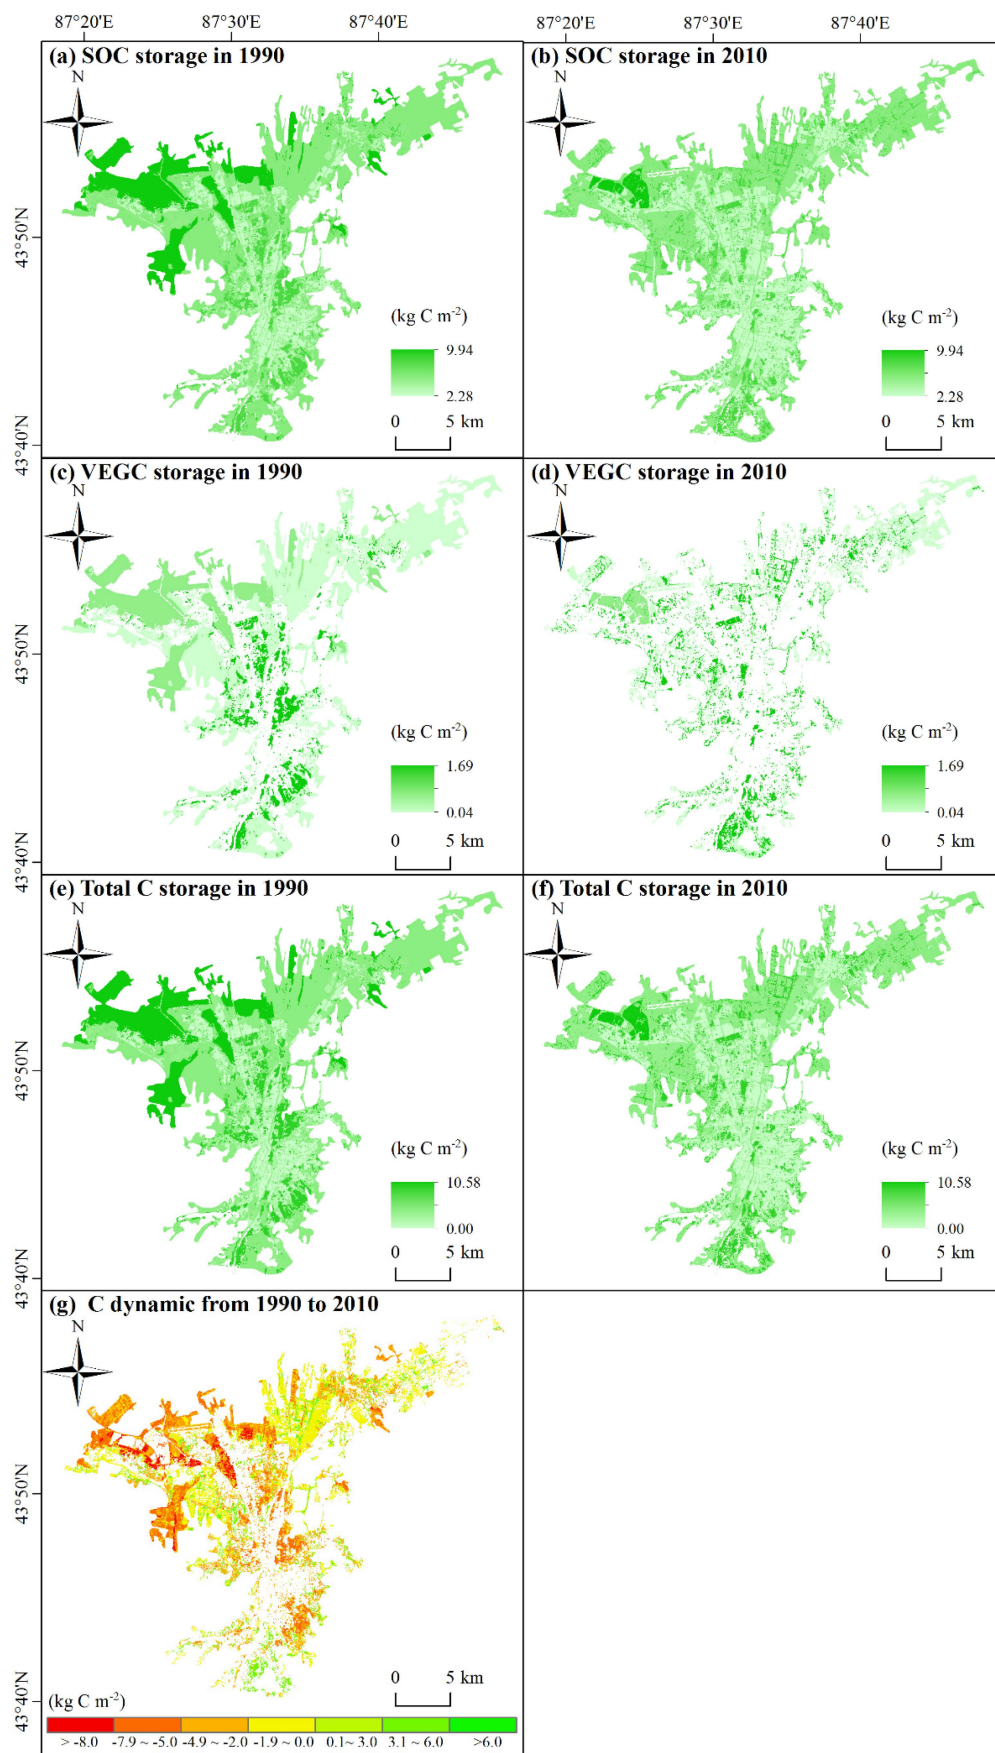 87°20'E 87°30'E 87°40'E 87°20'E 87°30'E 87°40'E
(a) SOC storage in 1990
N
43°50'N
43°40'N
(kg C m-2)
9.94
2.28
0 5 km
(b) SOC storage in 2010
N
(kg C m-2)
9.94
2.28
0 5 km
(c) VEGC storage in 1990
N
43°50'N
43°40'N
(kg C m-2)
1.69
0.04
0 5 km
(d) VEGC storage in 2010
N
(kg C m-2)
1.69
0.04
0 5 km
(e) Total C storage in 1990
N
43°50'N
43°40'N
(kg C m-2)
10.58
0.00
0 5 km
(f) Total C storage in 2010
N
(kg C m-2)
10.58
0.00
0 5 km
(g) C dynamic from 1990 to 2010
N
43°50'N
43°40'N
0 5 km
(kg C m-2)
> -8.0 -7.9 ~ -5.0 -4.9 ~ -2.0 -1.9 ~ 0.0 0.1~ 3.0 3.1 ~ 6.0 >6.0